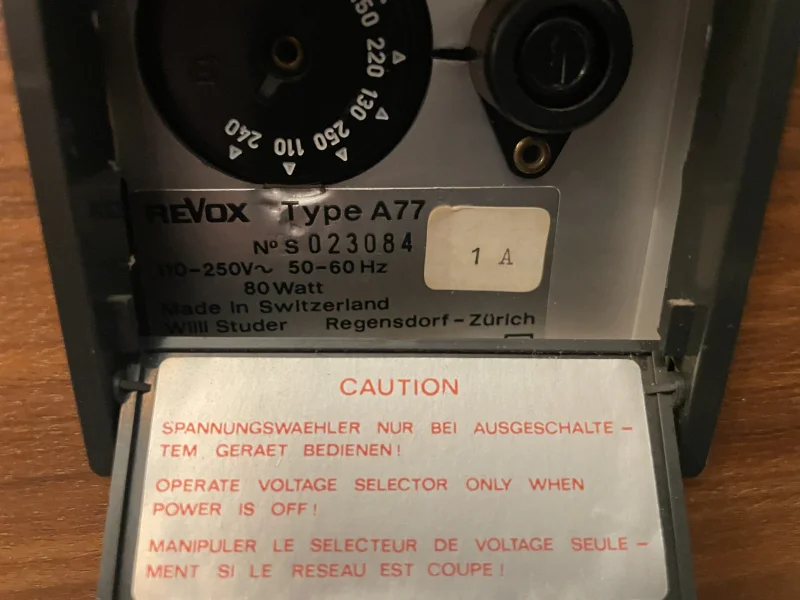 220
130
250
110
240
REVOX Type A77
Nº S 023084
1 A
110-250V~ 50-60 Hz
80 Watt
Made in Switzerland
Willi Studer Regensdorf-Zürich
CAUTION
SPANNUNGSWAEHLER NUR BEI AUSGESCHALTE-
TEM GERAET BEDIENEN!
OPERATE VOLTAGE SELECTOR ONLY WHEN
POWER IS OFF!
MANIPULER LE SELECTEUR DE VOLTAGE SEULE-
MENT SI LE RESEAU EST COUPE!